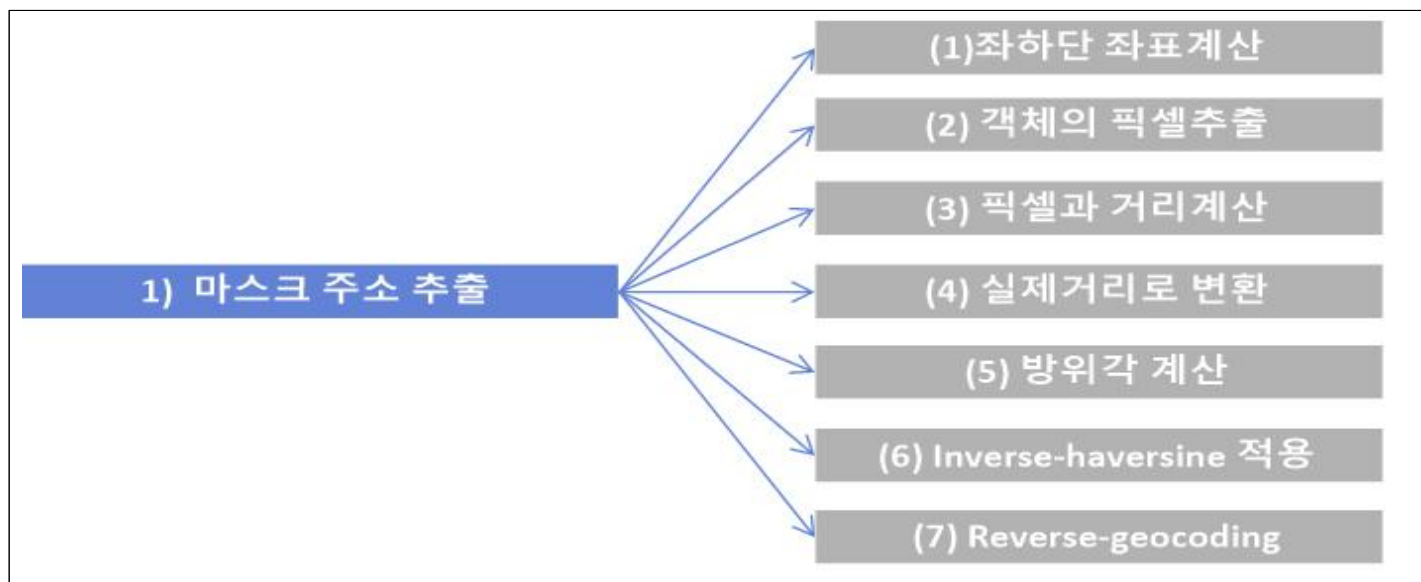 1) 마스크 주소 추출
(1)좌하단 좌표계산
(2) 객체의 픽셀추출
(3) 픽셀과 거리계산
(4) 실제거리로 변환
(5) 방위각 계산
(6) Inverse-haversine 적용
(7) Reverse-geocoding